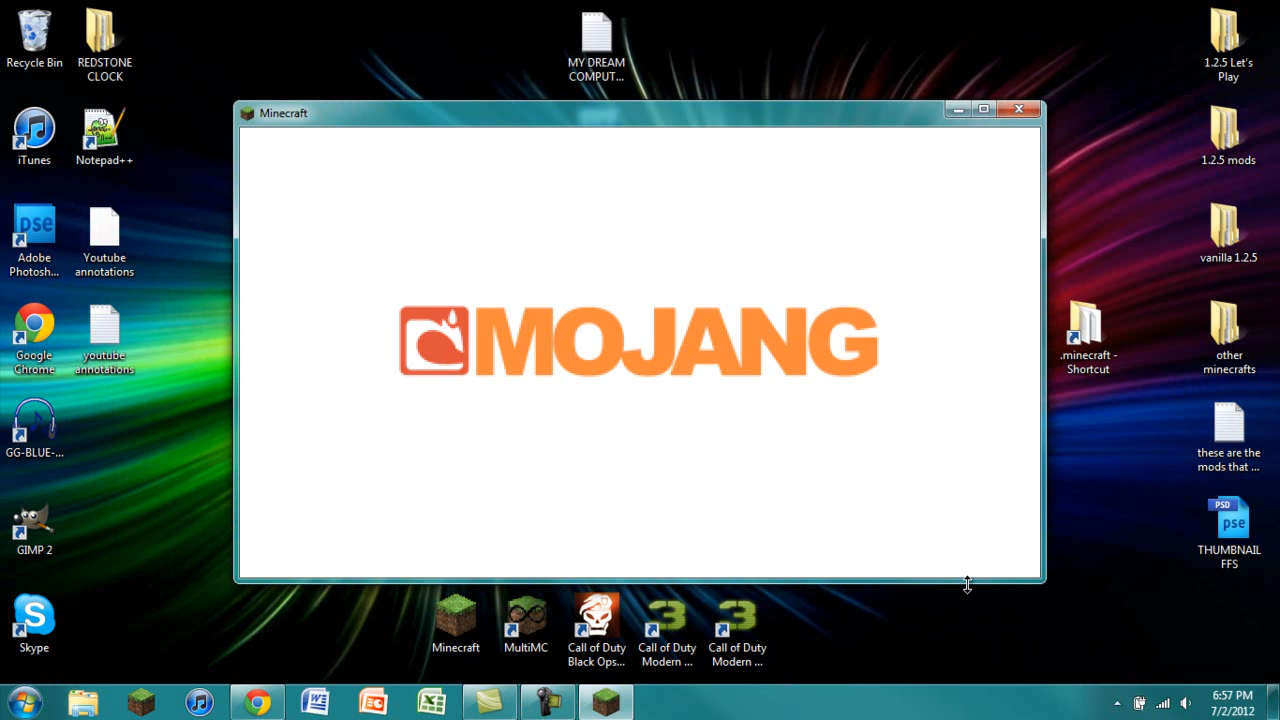 Recycle Bin
REDSTONE
CLOCK
MY DREAM
COMPUT...
1.2.5 Let's
Play
Minecraft
iTunes
Notepad++
1.2.5 mods
pse
Adobe
Photosh...
Youtube
annotations
vanilla 1.2.5
MOJANG
Google
Chrome
youtube
annotations
.minecraft -
Shortcut
other
minecrafts
GG-BLUE-...
these are the
mods that ...
GIMP 2
PSD
pse
THUMBNAIL
FFS
S
Skype
Minecraft
MultiMC
Call of Duty
Black Ops...
3
Call of Duty
Modern ...
3
Call of Duty
Modern ...
W
P
X
6:57 PM
7/2/2012